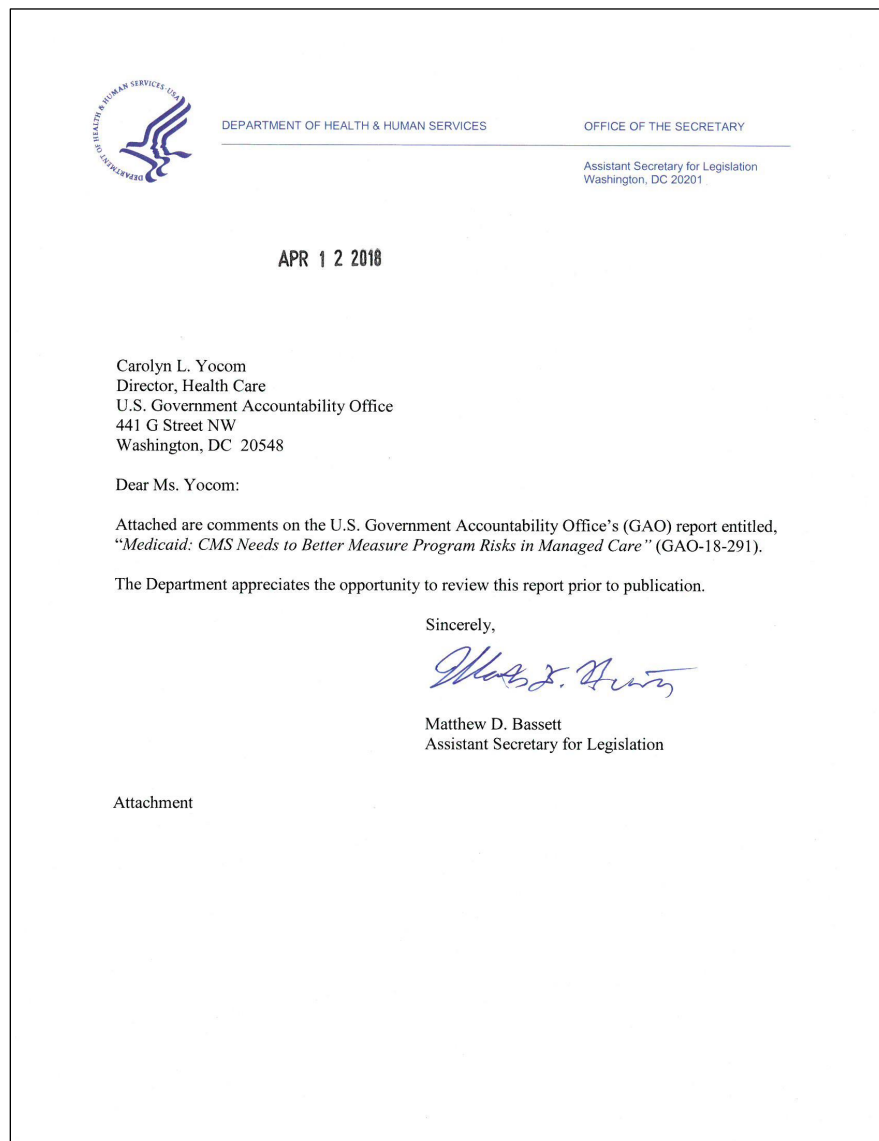 DEPARTMENT OF HEALTH & HUMAN SERVICES·USA
DEPARTMENT OF HEALTH & HUMAN SERVICES
OFFICE OF THE SECRETARY
Assistant Secretary for Legislation
Washington, DC 20201
APR 12 2018
Carolyn L. Yocom
Director, Health Care
U.S. Government Accountability Office
441 G Street NW
Washington, DC 20548
Dear Ms. Yocom:
Attached are comments on the U.S. Government Accountability Office's (GAO) report entitled,
“Medicaid: CMS Needs to Better Measure Program Risks in Managed Care” (GAO-18-291).
The Department appreciates the opportunity to review this report prior to publication.
Sincerely,
Matthew D. Bassett
Assistant Secretary for Legislation
Attachment